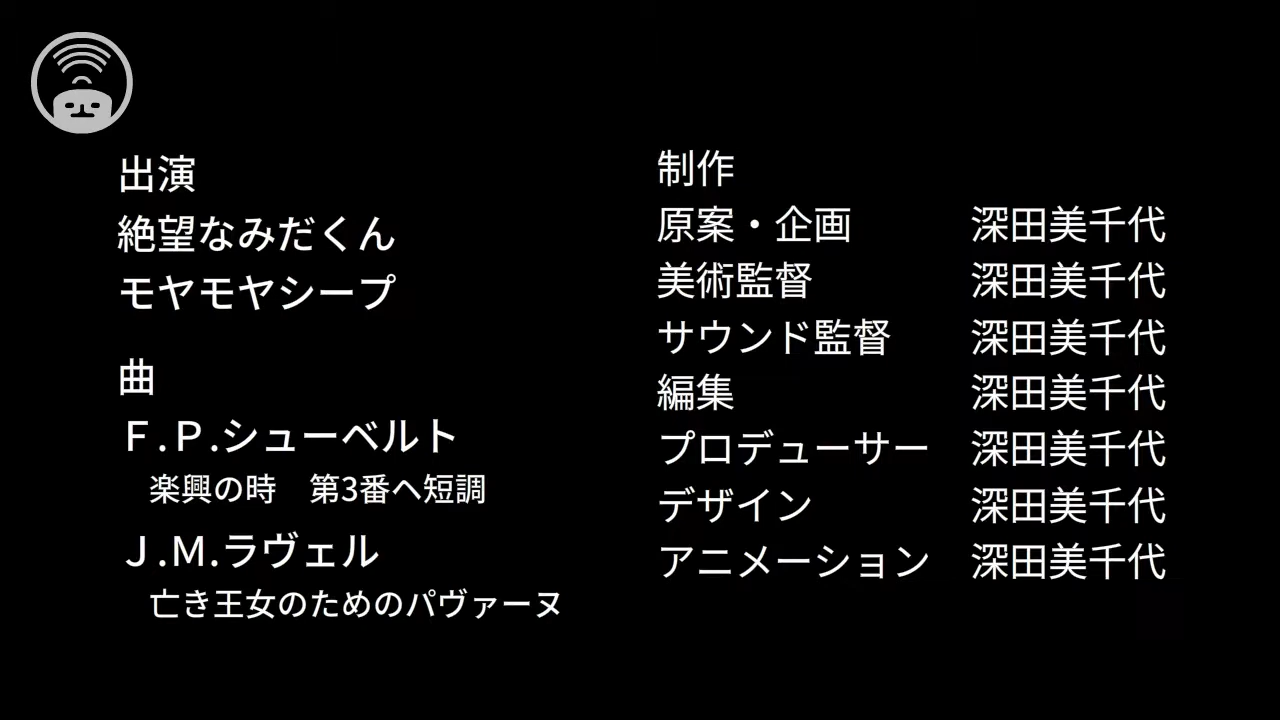 出演
絶望なみだくん
モヤモヤシープ
曲
Ｆ.Ｐ.シューベルト
楽興の時　第3番ヘ短調
Ｊ.Ｍ.ラヴェル
亡き王女のためのパヴァーヌ
制作
原案・企画　深田美千代
美術監督　深田美千代
サウンド監督　深田美千代
編集　深田美千代
プロデューサー　深田美千代
デザイン　深田美千代
アニメーション　深田美千代